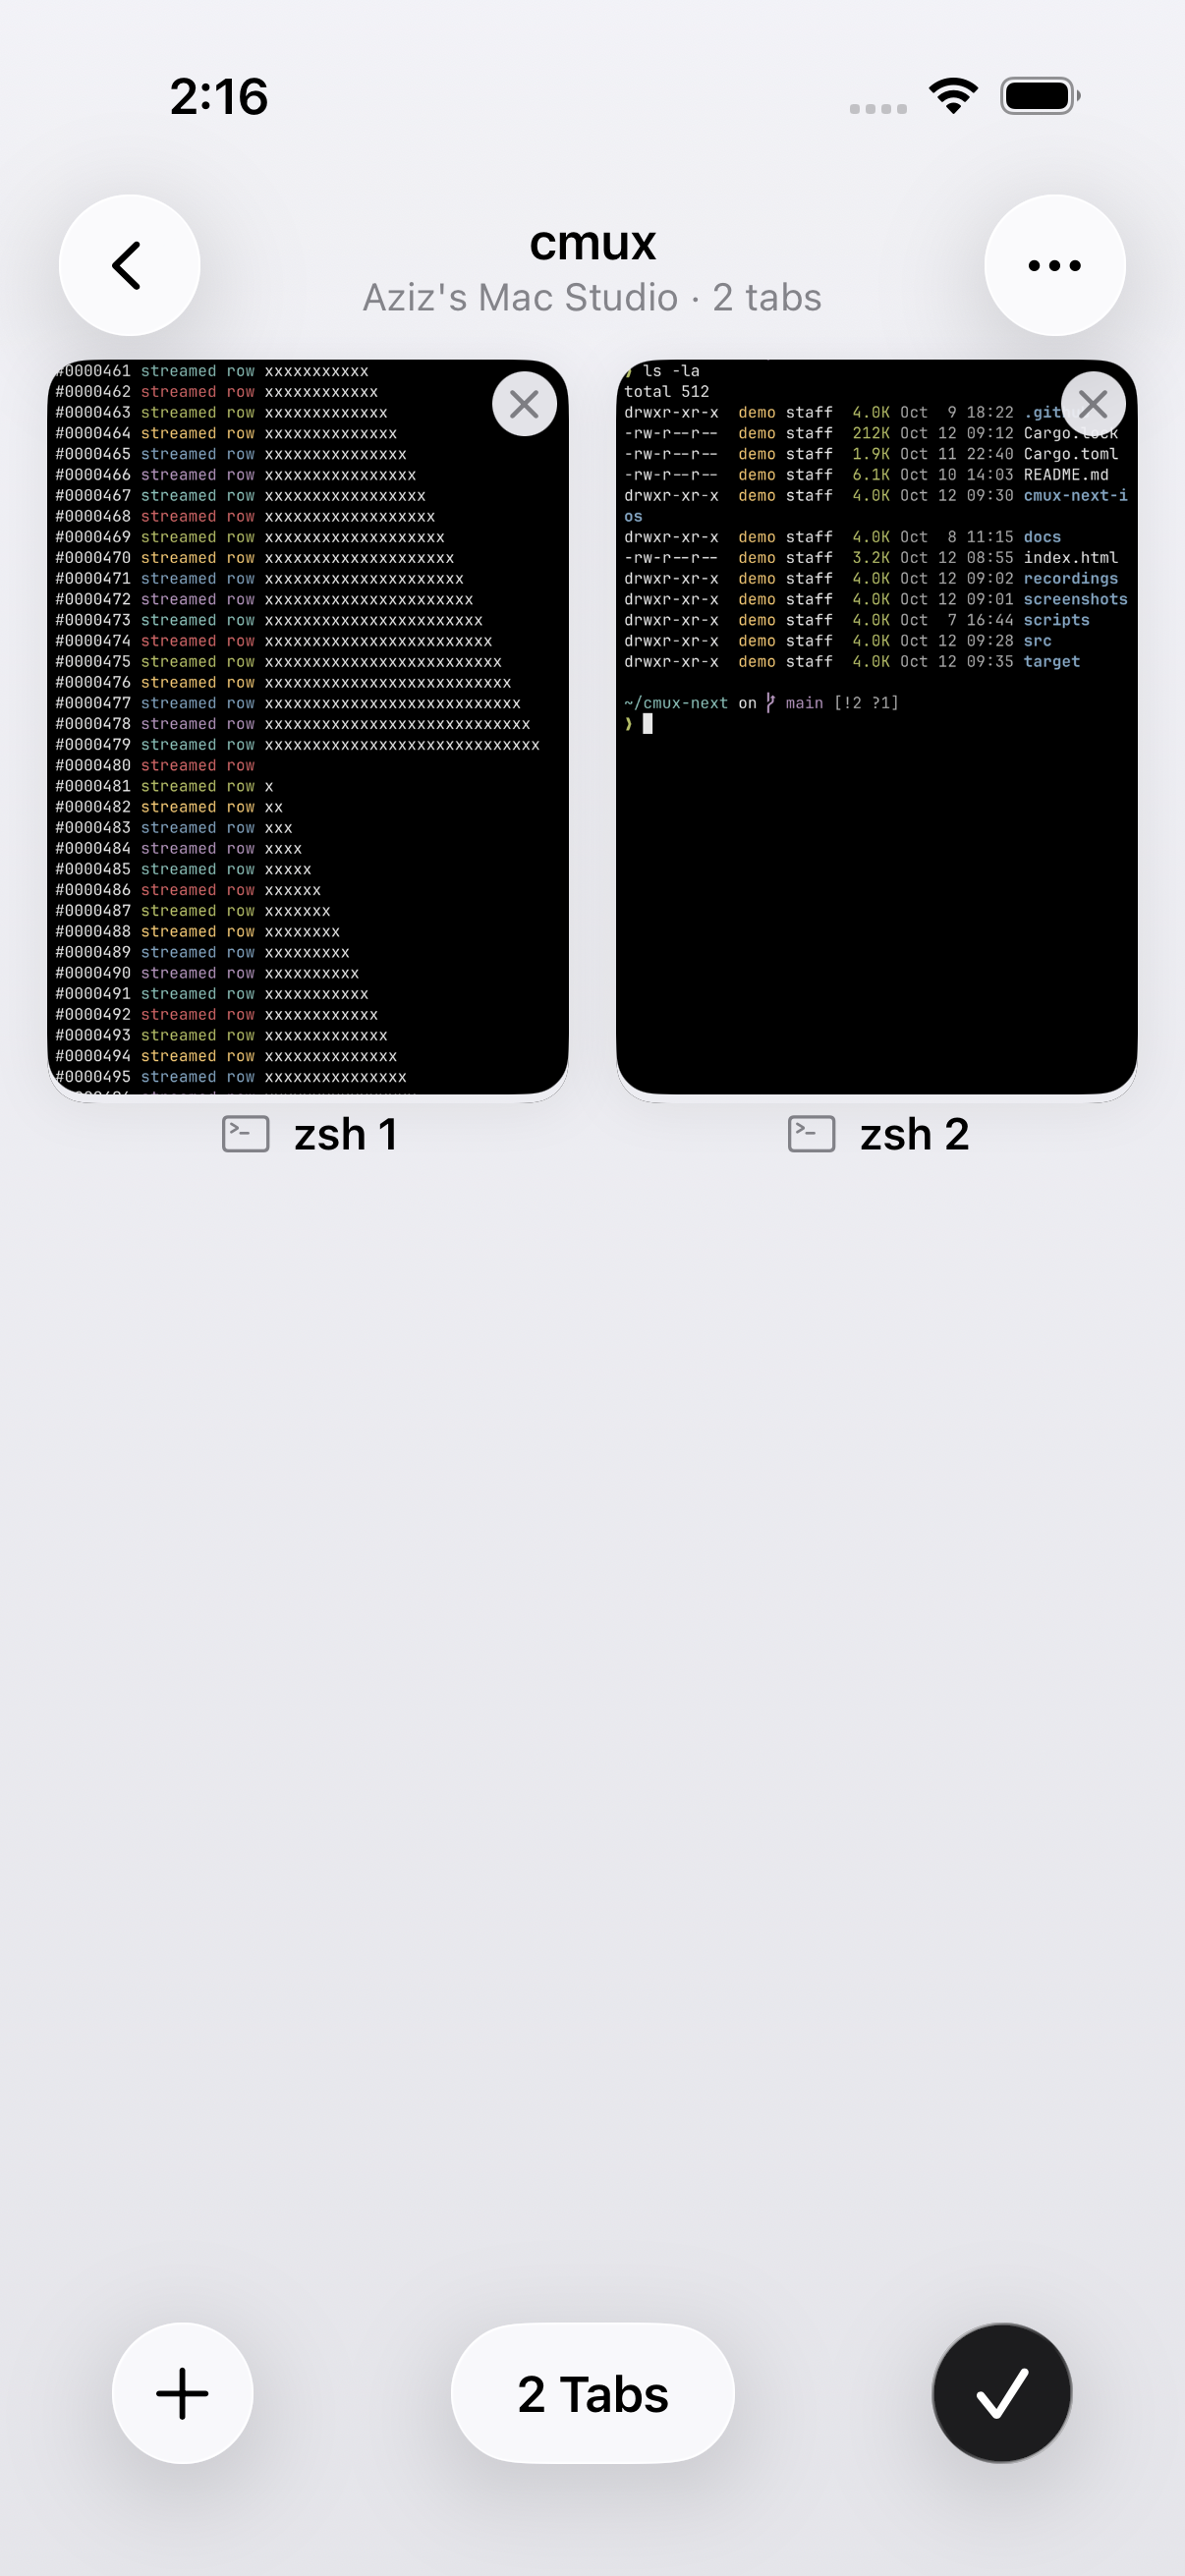 2:16
cmux
Aziz's Mac Studio · 2 tabs
#0000461 streamed row xxxxxxxxxxx
#0000462 streamed row xxxxxxxxxxxx
#0000463 streamed row xxxxxxxxxxxxx
#0000464 streamed row xxxxxxxxxxxxxx
#0000465 streamed row xxxxxxxxxxxxxxx
#0000466 streamed row xxxxxxxxxxxxxxxx
#0000467 streamed row xxxxxxxxxxxxxxxxx
#0000468 streamed row xxxxxxxxxxxxxxxxxx
#0000469 streamed row xxxxxxxxxxxxxxxxxxx
#0000470 streamed row xxxxxxxxxxxxxxxxxxxx
#0000471 streamed row xxxxxxxxxxxxxxxxxxxxx
#0000472 streamed row xxxxxxxxxxxxxxxxxxxxxx
#0000473 streamed row xxxxxxxxxxxxxxxxxxxxxxx
#0000474 streamed row xxxxxxxxxxxxxxxxxxxxxxxx
#0000475 streamed row xxxxxxxxxxxxxxxxxxxxxxxxx
#0000476 streamed row xxxxxxxxxxxxxxxxxxxxxxxxxx
#0000477 streamed row xxxxxxxxxxxxxxxxxxxxxxxxxxx
#0000478 streamed row xxxxxxxxxxxxxxxxxxxxxxxxxxxx
#0000479 streamed row xxxxxxxxxxxxxxxxxxxxxxxxxxxxx
#0000480 streamed row
#0000481 streamed row x
#0000482 streamed row xx
#0000483 streamed row xxx
#0000484 streamed row xxxx
#0000485 streamed row xxxxx
#0000486 streamed row xxxxxx
#0000487 streamed row xxxxxxx
#0000488 streamed row xxxxxxxx
#0000489 streamed row xxxxxxxxx
#0000490 streamed row xxxxxxxxxx
#0000491 streamed row xxxxxxxxxxx
#0000492 streamed row xxxxxxxxxxxx
#0000493 streamed row xxxxxxxxxxxxx
#0000494 streamed row xxxxxxxxxxxxxx
#0000495 streamed row xxxxxxxxxxxxxxx
zsh 1
❯ ls -la
total 512
drwxr-xr-x demo staff 4.0K Oct 9 18:22
-rw-r--r-- demo staff 212K Oct 12 09:12 Cargo.lock
-rw-r--r-- demo staff 1.9K Oct 11 22:40 Cargo.toml
-rw-r--r-- demo staff 6.1K Oct 10 14:03 README.md
drwxr-xr-x demo staff 4.0K Oct 12 09:30 cmux-next-i
os
drwxr-xr-x demo staff 4.0K Oct 8 11:15 docs
-rw-r--r-- demo staff 3.2K Oct 12 08:55 index.html
drwxr-xr-x demo staff 4.0K Oct 12 09:02 recordings
drwxr-xr-x demo staff 4.0K Oct 12 09:01 screenshots
drwxr-xr-x demo staff 4.0K Oct 7 16:44 scripts
drwxr-xr-x demo staff 4.0K Oct 12 09:28 src
drwxr-xr-x demo staff 4.0K Oct 12 09:35 target
~/cmux-next on main [!2 ?1]
❯
zsh 2
2 Tabs